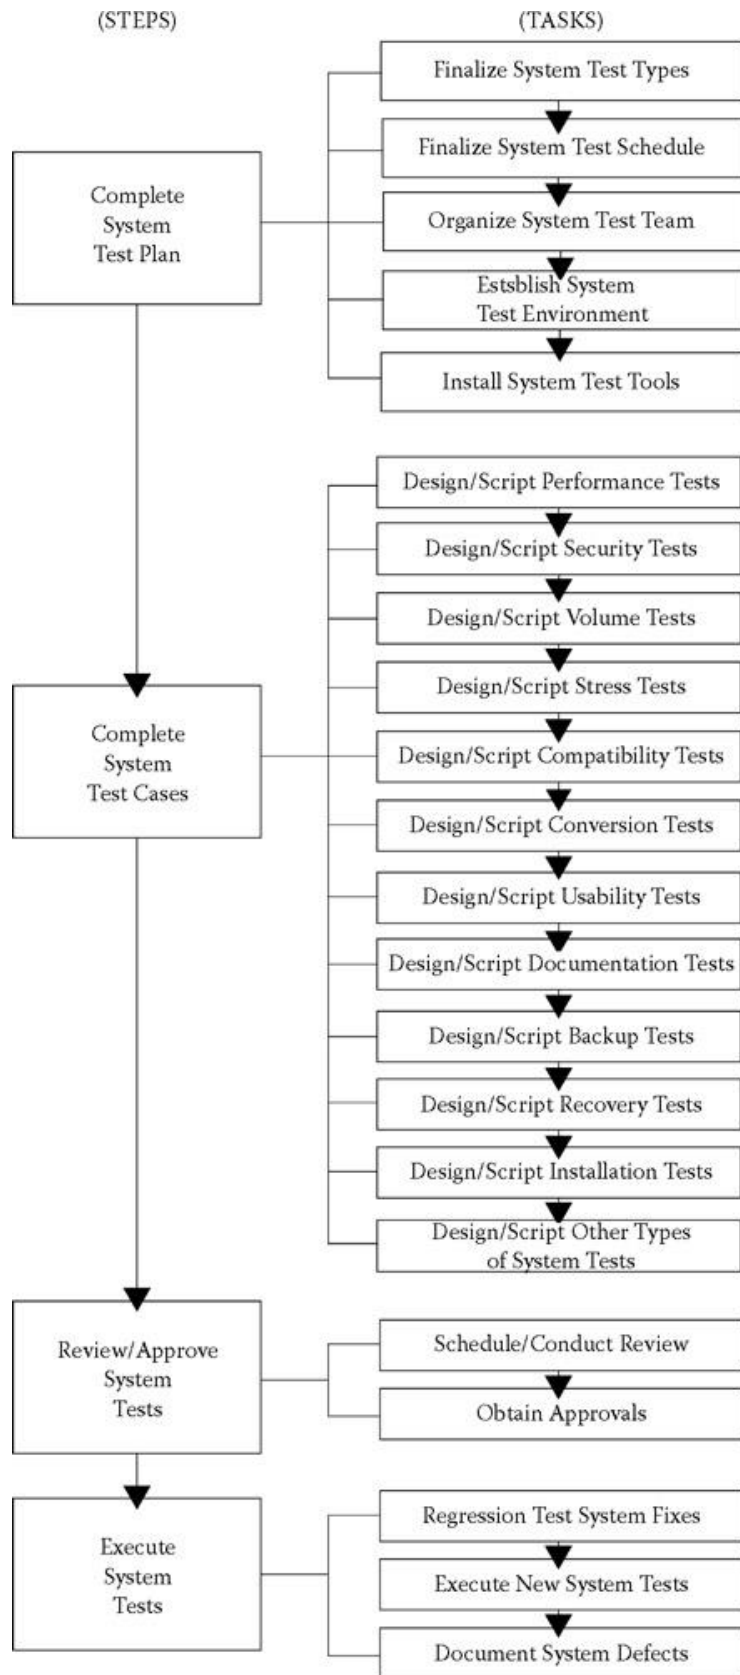 (STEPS)
(TASKS)
Complete
System
Test Plan
Finalize System Test Types
Finalize System Test Schedule
Organize System Test Team
Estsblish System
Test Environment
Install System Test Tools
Complete
System
Test Cases
Design/Script Performance Tests
Design/Script Security Tests
Design/Script Volume Tests
Design/Script Stress Tests
Design/Script Compatibility Tests
Design/Script Conversion Tests
Design/Script Usability Tests
Design/Script Documentation Tests
Design/Script Backup Tests
Design/Script Recovery Tests
Design/Script Installation Tests
Design/Script Other Types
of System Tests
Review/Approve
System
Tests
Schedule/Conduct Review
Obtain Approvals
Execute
System
Tests
Regression Test System Fixes
Execute New System Tests
Document System Defects